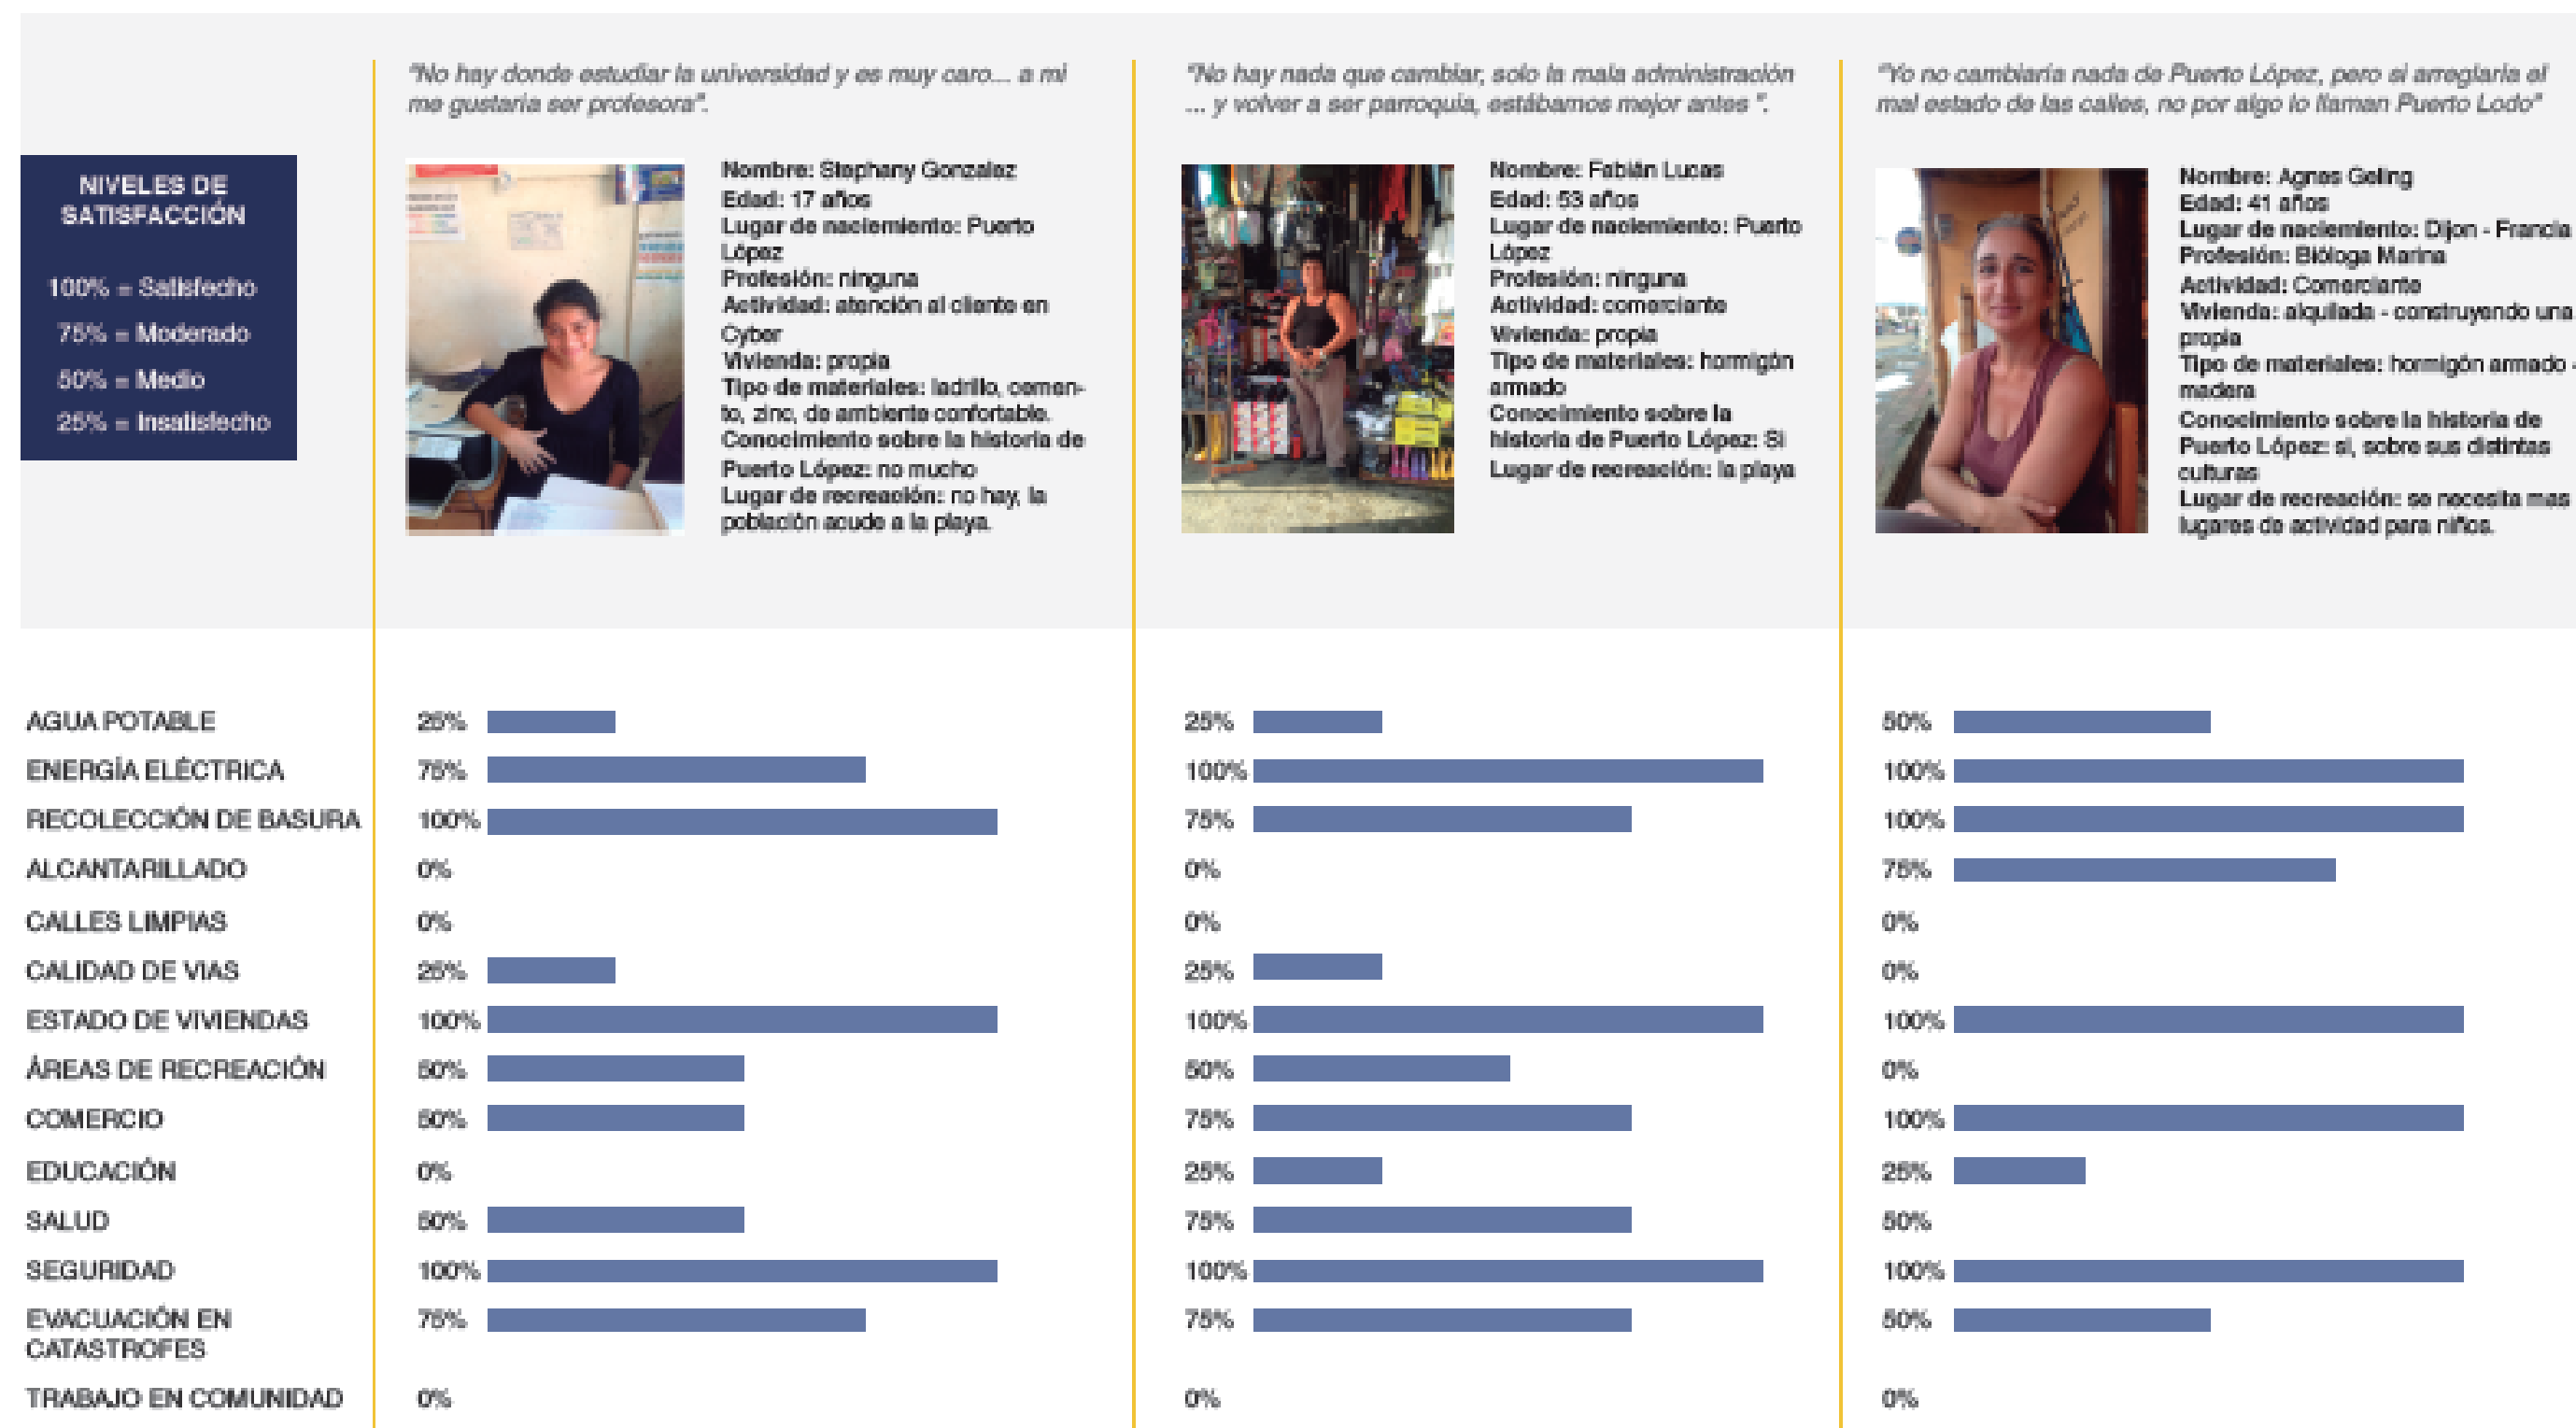 "No hay donde estudiar la universidad y es muy caro... a mi
me gustaria ser profesora".
"No hay nada que cambiar, solo la mala administración
... y volver a ser parroquia, estábamos mejor antes ".
"Yo no cambiaria nada de Puerto López, pero si arreglaria el
mal estado de las calles, no por algo lo llaman Puerto Lodo"
NIVELES DE
SATISFACCIÓN
100% = Satisfecho
75% = Moderado
50% = Medio
25% = Insatisfecho
Nombre: Stephany Gonzalez
Edad: 17 años
Lugar de naciemiento: Puerto
López
Profesión: ninguna
Actividad: atención al cliente en
Cyber
Vivienda: propia
Tipo de materiales: ladrillo, cemen-
to, zinc, de ambiente confortable.
Conocimiento sobre la historia de
Puerto López: no mucho
Lugar de recreación: no hay, la
población acude a la playa.
Nombre: Fabián Lucas
Edad: 53 años
Lugar de naciemiento: Puerto
López
Profesión: ninguna
Actividad: comerciante
Vivienda: propia
Tipo de materiales: hormigón
armado
Conocimiento sobre la
historia de Puerto López: Si
Lugar de recreación: la playa
Nombre: Agnes Geling
Edad: 41 años
Lugar de naciemiento: Dijon - Francia
Profesión: Bióloga Marina
Actividad: Comerciante
Vivienda: alquilada - construyendo una
propia
Tipo de materiales: hormigón armado -
madera
Conocimiento sobre la historia de
Puerto López: si, sobre sus distintas
culturas
Lugar de recreación: se necesita mas
lugares de actividad para niños.
AGUA POTABLE 25% 25% 50%
ENERGÍA ELÉCTRICA 75% 100% 100%
RECOLECCIÓN DE BASURA 100% 75% 100%
ALCANTARILLADO 0% 0% 75%
CALLES LIMPIAS 0% 0% 0%
CALIDAD DE VIAS 25% 25% 0%
ESTADO DE VIVIENDAS 100% 100% 100%
ÁREAS DE RECREACIÓN 50% 50% 0%
COMERCIO 50% 75% 100%
EDUCACIÓN 0% 25% 25%
SALUD 50% 75% 50%
SEGURIDAD 100% 100% 100%
EVACUACIÓN EN 75% 75% 50%
CATASTROFES
TRABAJO EN COMUNIDAD 0% 0% 0%